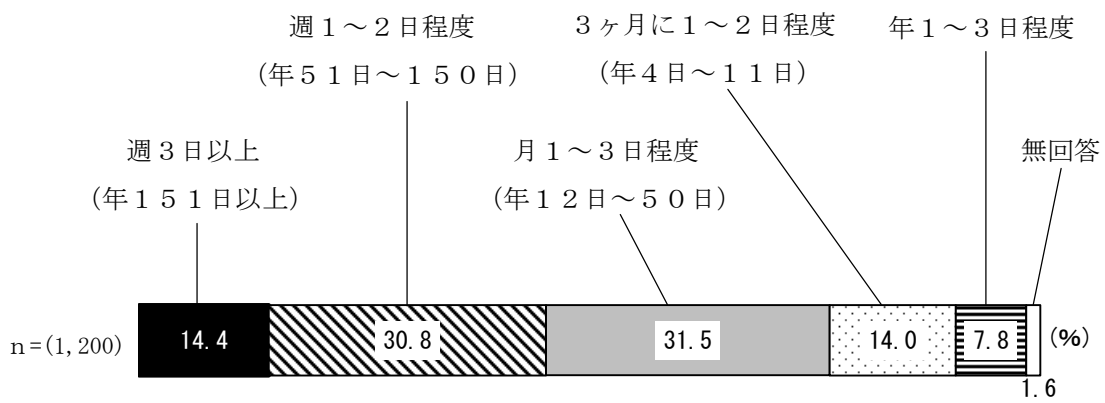 週１～２日程度
（年５１日～１５０日）
３ヶ月に１～２日程度
（年４日～１１日）
年１～３日程度
週３日以上
（年１５１日以上）
月１～３日程度
（年１２日～５０日）
無回答
n=(1,200)
14.4
30.8
31.5
14.0
7.8
(%)
1.6